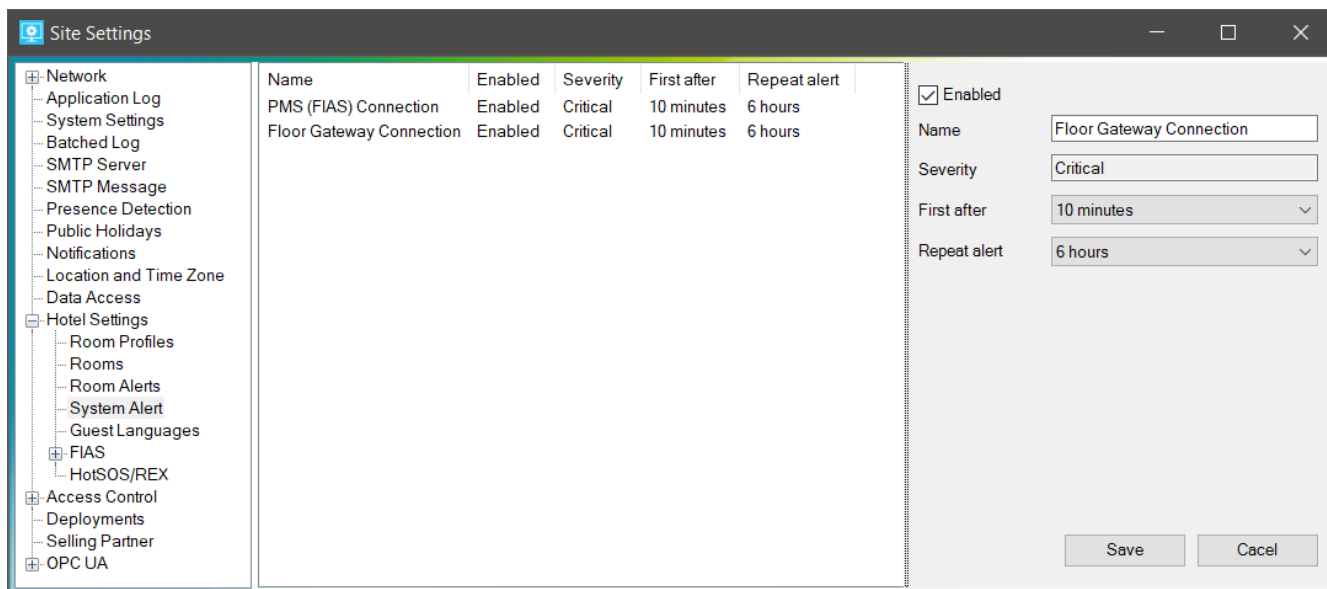 Site Settings
Network
Application Log
System Settings
Batched Log
SMTP Server
SMTP Message
Presence Detection
Public Holidays
Notifications
Location and Time Zone
Data Access
Hotel Settings
Room Profiles
Rooms
Room Alerts
System Alert
Guest Languages
FIAS
HotSOS/REX
Access Control
Deployments
Selling Partner
OPC UA
Name Enabled Severity First after Repeat alert
PMS (FIAS) Connection Enabled Critical 10 minutes 6 hours
Floor Gateway Connection Enabled Critical 10 minutes 6 hours
Enabled
Name Floor Gateway Connection
Severity Critical
First after 10 minutes
Repeat alert 6 hours
Save Cacel